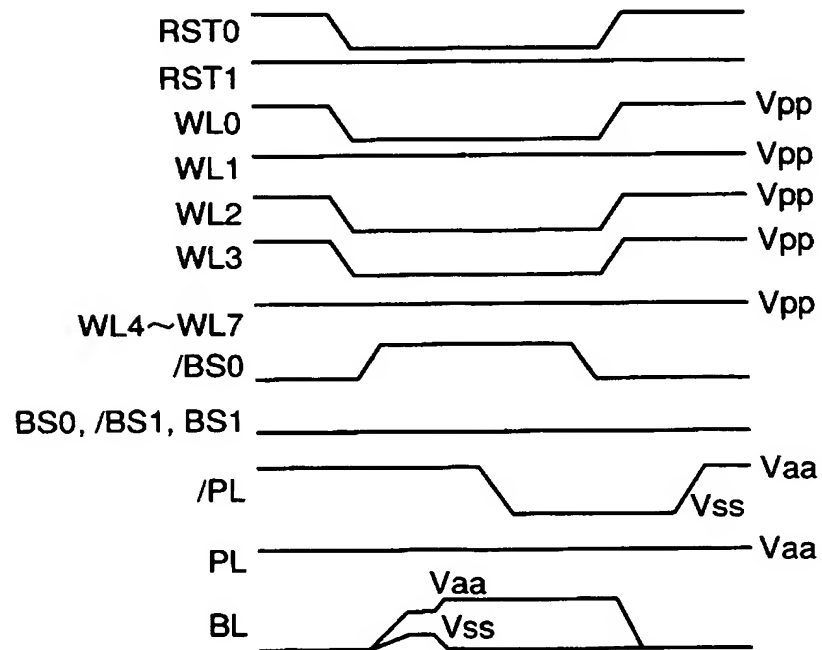 RST0
RST1
WL0 Vpp
WL1 Vpp
WL2 Vpp
WL3 Vpp
WL4~WL7 Vpp
/BS0
BS0, /BS1, BS1
/PL Vaa
Vss
PL Vaa
Vaa
BL Vss